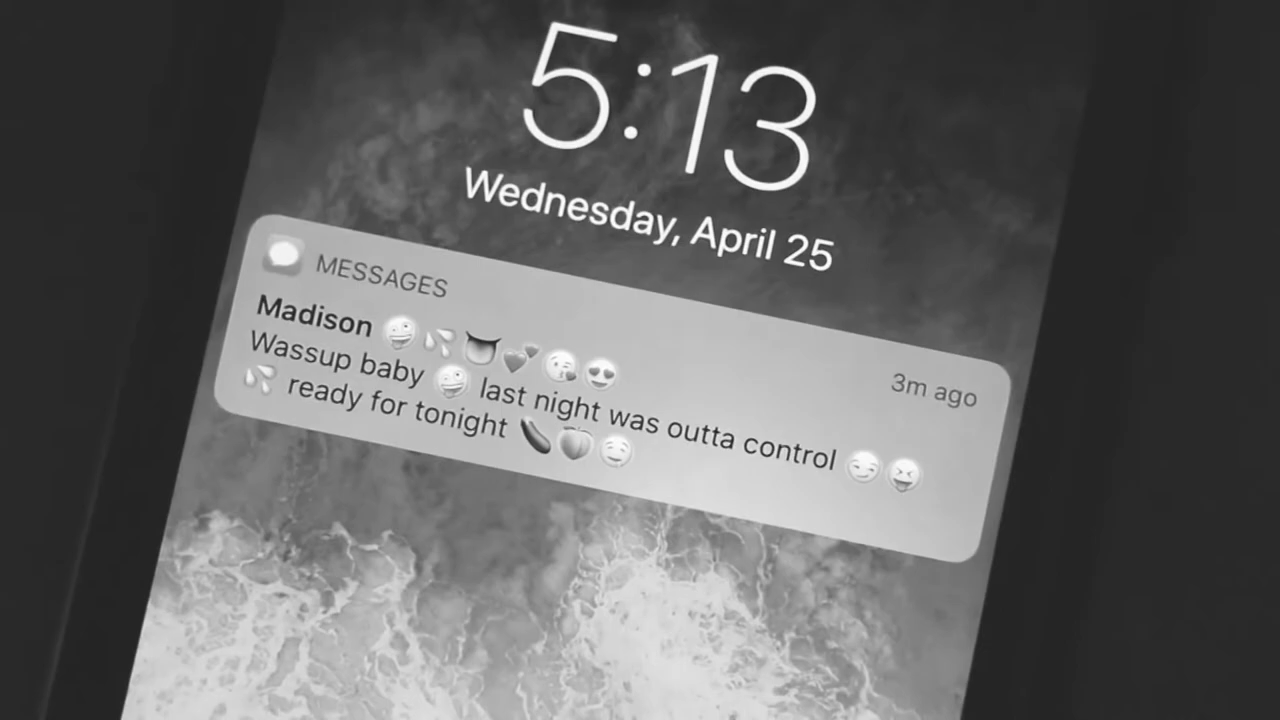 5:13
Wednesday, April 25
MESSAGES
3m ago
Madison 🤪💦👅💕😘😍
Wassup baby 🤪 last night was outta control 😏😝
💦 ready for tonight 🍆🍑🤤